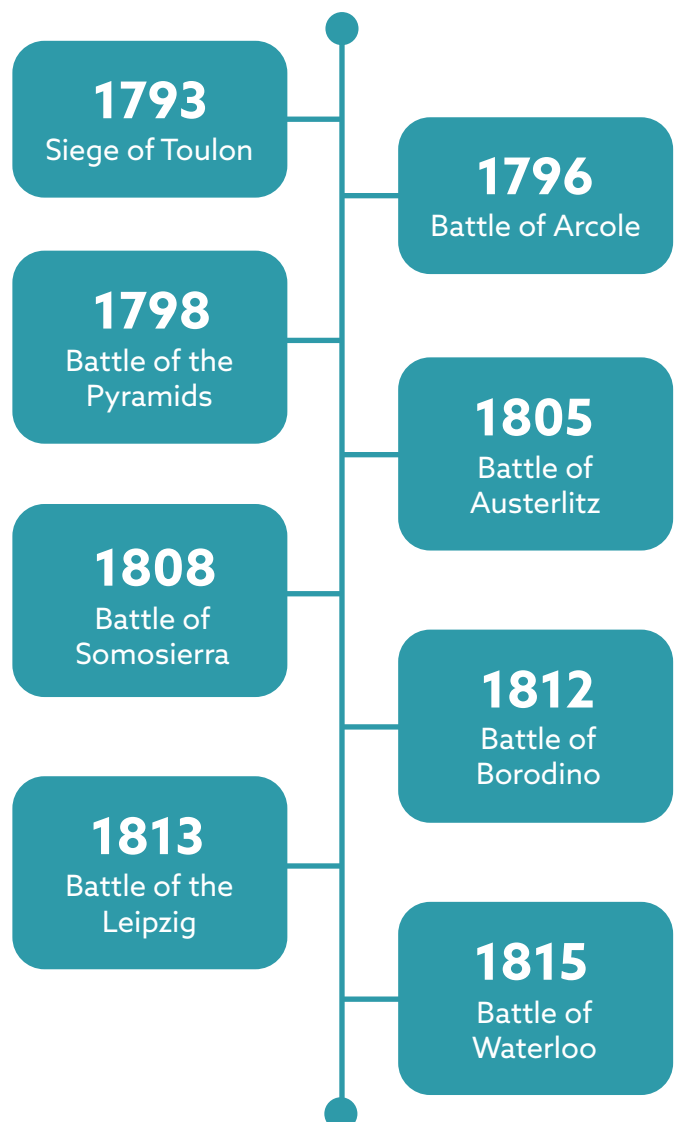 1793
Siege of Toulon
1796
Battle of Arcole
1798
Battle of the
Pyramids
1805
Battle of
Austerlitz
1808
Battle of
Somosierra
1812
Battle of
Borodino
1813
Battle of the
Leipzig
1815
Battle of
Waterloo